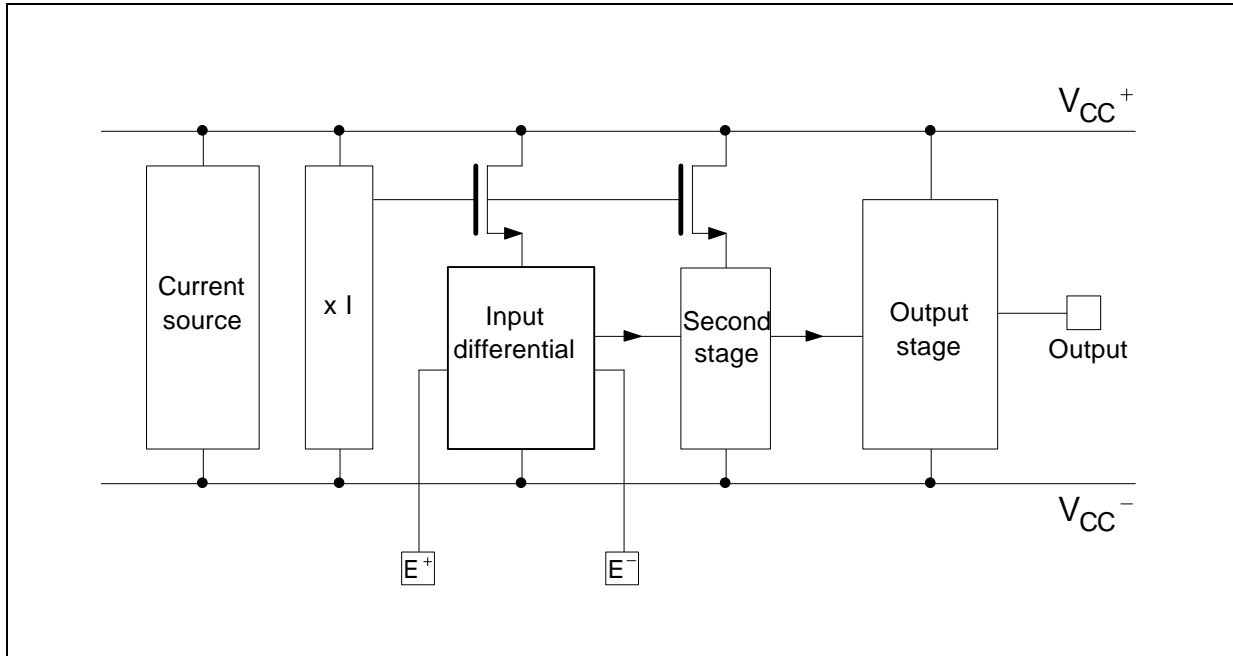 VCC+
Current
source
x I
Input
differential
Second
stage
Output
stage
Output
VCC−
E+
E−